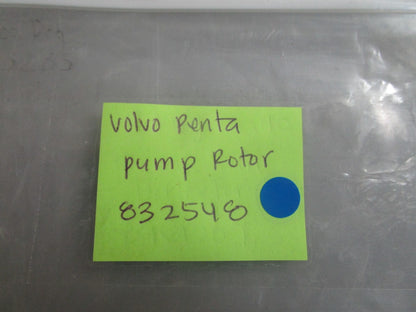 volvo penta
pump Rotor
832548